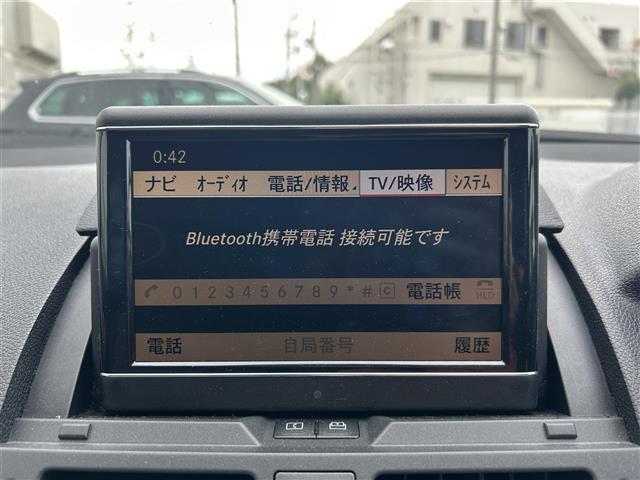 0:42
ナビ オーディオ 電話/情報 TV/映像 システム
Bluetooth携帯電話 接続可能です
0 1 2 3 4 5 6 7 8 9 * # C 電話帳 HLD
電話 自局番号 履歴